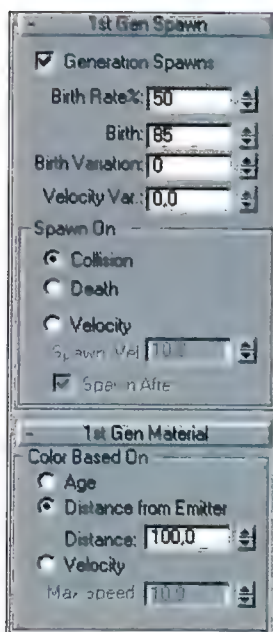 - 1st Gen Spawn
Generation Spawns
Birth Rate%: 50
Birth: 85
Birth Variation: 0
Velocity Var.: 0,0
Spawn On
Collision
Death
Velocity
Spawn Vel 10,0
Spawn Afte
- 1st Gen Material
Color Based On
Age
Distance from Emitter
Distance: 100,0
Velocity
Max speed 10,0